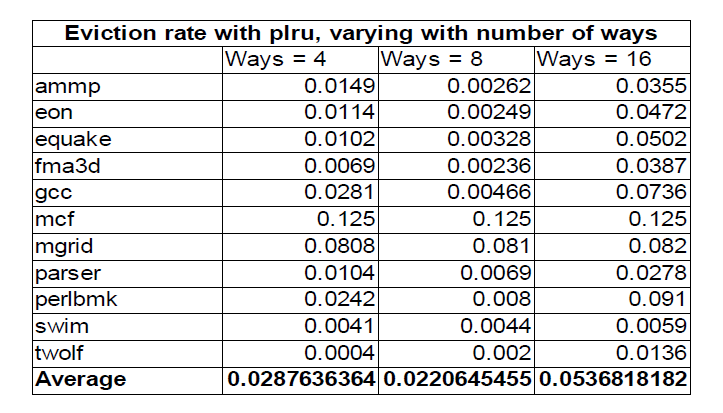 Eviction rate with plru, varying with number of ways
Ways = 4 Ways = 8 Ways = 16
ammp 0.0149 0.00262 0.0355
eon 0.0114 0.00249 0.0472
equake 0.0102 0.00328 0.0502
fma3d 0.0069 0.00236 0.0387
gcc 0.0281 0.00466 0.0736
mcf 0.125 0.125 0.125
mgrid 0.0808 0.081 0.082
parser 0.0104 0.0069 0.0278
perlbmk 0.0242 0.008 0.091
swim 0.0041 0.0044 0.0059
twolf 0.0004 0.002 0.0136
Average 0.0287636364 0.0220645455 0.0536818182